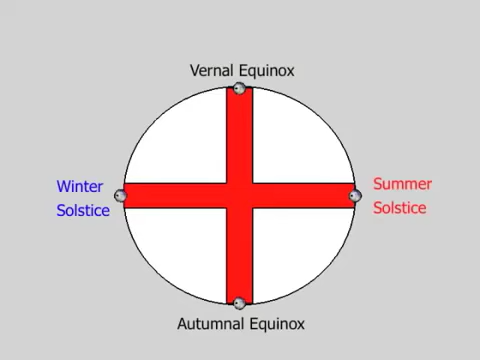 Vernal Equinox
Winter
Solstice
Summer
Solstice
Autumnal Equinox